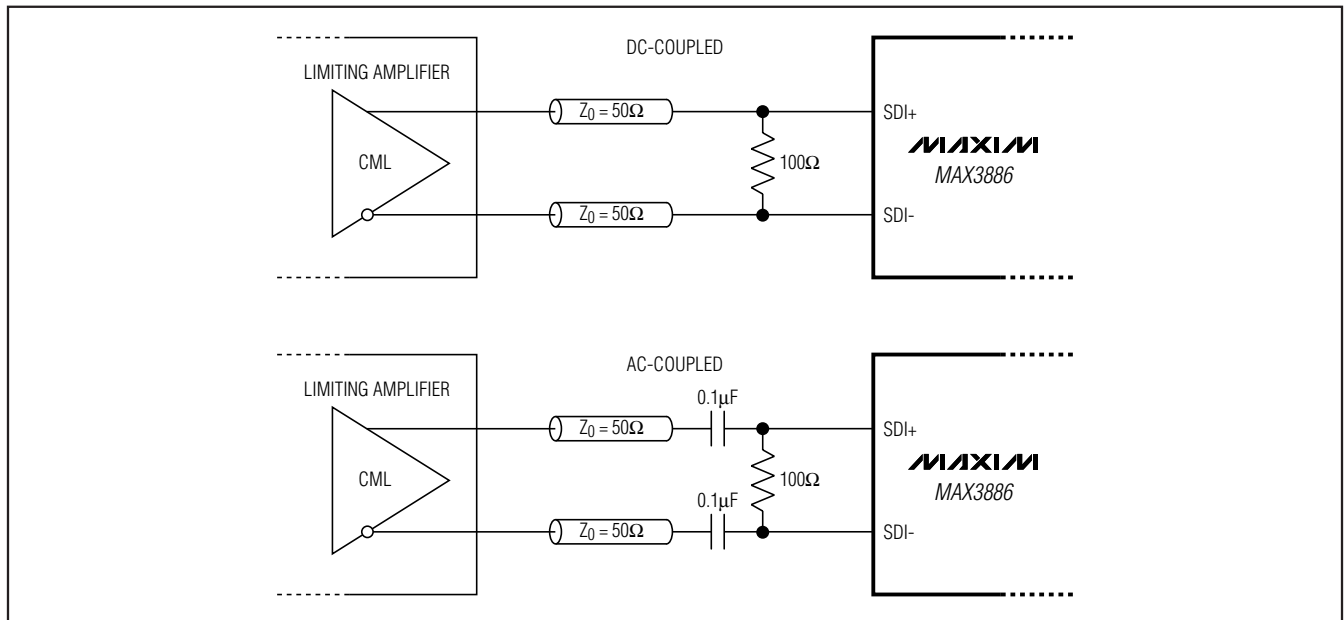 DC-COUPLED
LIMITING AMPLIFIER
CML
Z0 = 50Ω
Z0 = 50Ω
100Ω
SDI+
SDI-
MAXIM
MAX3886
AC-COUPLED
LIMITING AMPLIFIER
CML
Z0 = 50Ω
Z0 = 50Ω
0.1µF
0.1µF
100Ω
SDI+
SDI-
MAXIM
MAX3886